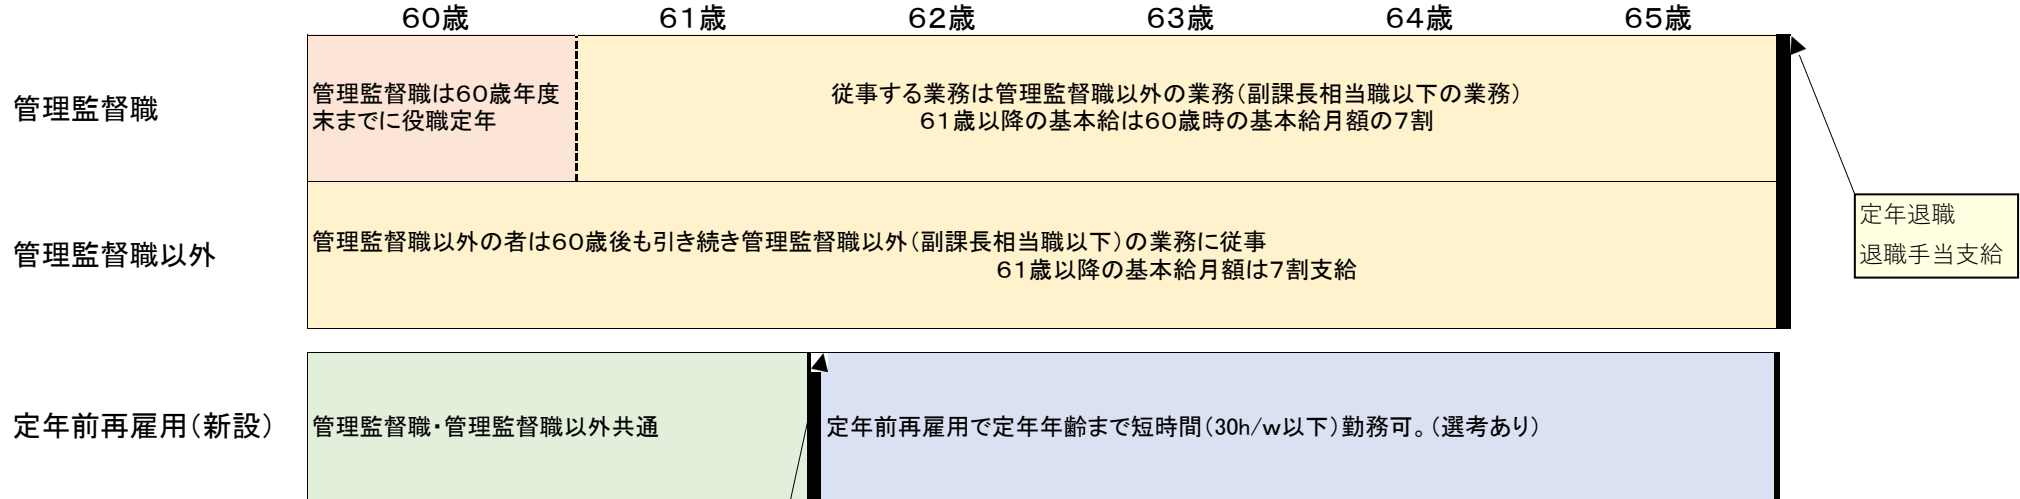 60歳 61歳 62歳 63歳 64歳 65歳
管理監督職
管理監督職は60歳年度
末までに役職定年
従事する業務は管理監督職以外の業務(副課長相当職以下の業務)
61歳以降の基本給は60歳時の基本給月額の7割
定年退職
退職手当支給
管理監督職以外
管理監督職以外の者は60歳後も引き続き管理監督職以外(副課長相当職以下)の業務に従事
61歳以降の基本給月額は7割支給
定年前再雇用(新設)
管理監督職・管理監督職以外共通
定年前再雇用で定年年齢まで短時間(30h/w以下)勤務可。(選考あり)